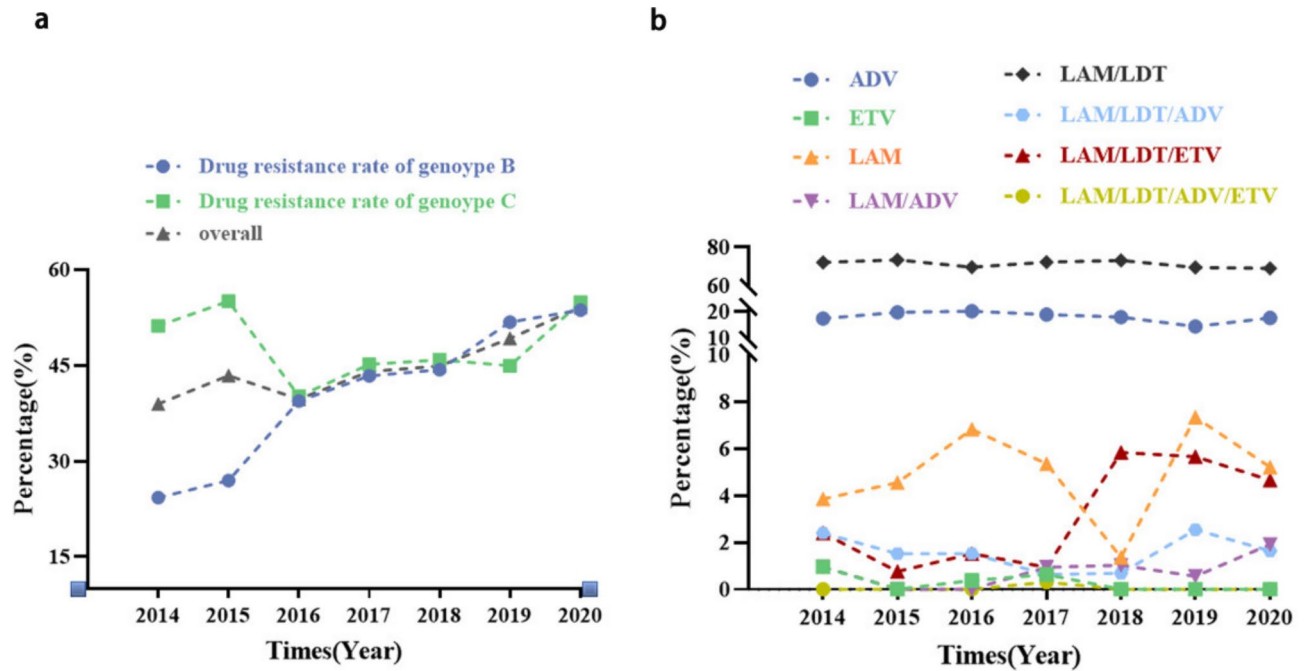 a
Drug resistance rate of genoype B
Drug resistance rate of genoype C
overall
Percentage(%)
60
45
30
15
2014 2015 2016 2017 2018 2019 2020
Times(Year)
b
ADV
ETV
LAM
LAM/ADV
LAM/LDT
LAM/LDT/ADV
LAM/LDT/ETV
LAM/LDT/ADV/ETV
Percentage(%)
80
60
20
10
10
8
6
4
2
0
2014 2015 2016 2017 2018 2019 2020
Times(Year)